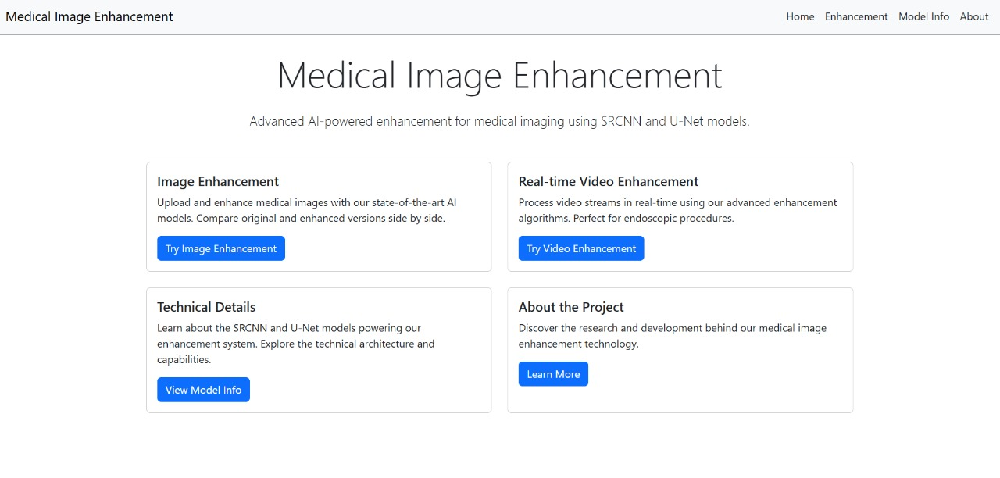 Medical Image Enhancement
Home Enhancement Model Info About
Medical Image Enhancement
Advanced AI-powered enhancement for medical imaging using SRCNN and U-Net models.
Image Enhancement
Upload and enhance medical images with our state-of-the-art AI
models. Compare original and enhanced versions side by side.
Try Image Enhancement
Real-time Video Enhancement
Process video streams in real-time using our advanced enhancement
algorithms. Perfect for endoscopic procedures.
Try Video Enhancement
Technical Details
Learn about the SRCNN and U-Net models powering our
enhancement system. Explore the technical architecture and
capabilities.
View Model Info
About the Project
Discover the research and development behind our medical image
enhancement technology.
Learn More